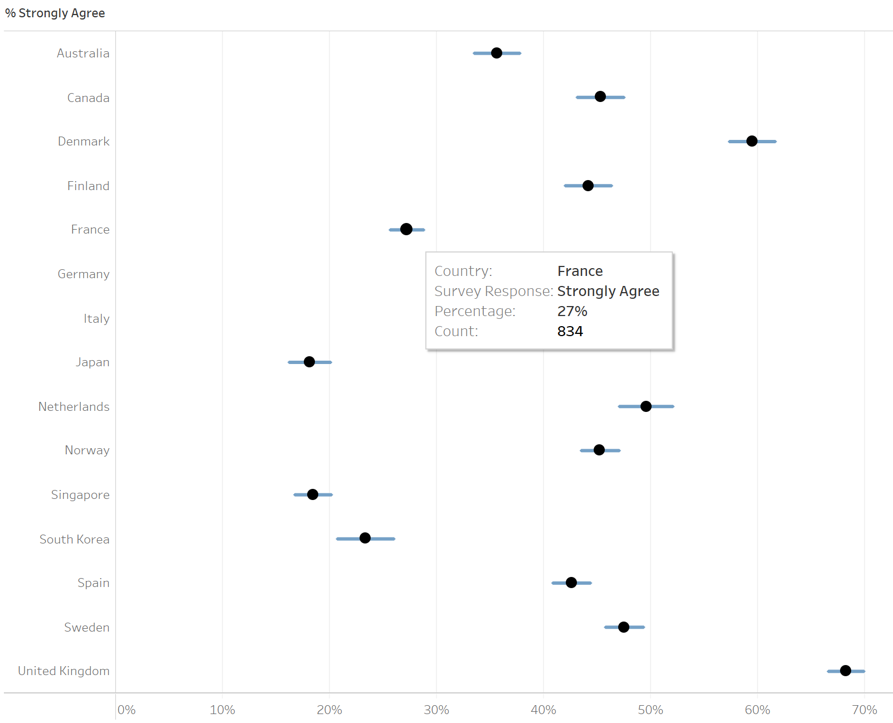 % Strongly Agree
Australia
Canada
Denmark
Finland
France
Germany
Italy
Japan
Netherlands
Norway
Singapore
South Korea
Spain
Sweden
United Kingdom
Country: France
Survey Response: Strongly Agree
Percentage: 27%
Count: 834
0% 10% 20% 30% 40% 50% 60% 70%